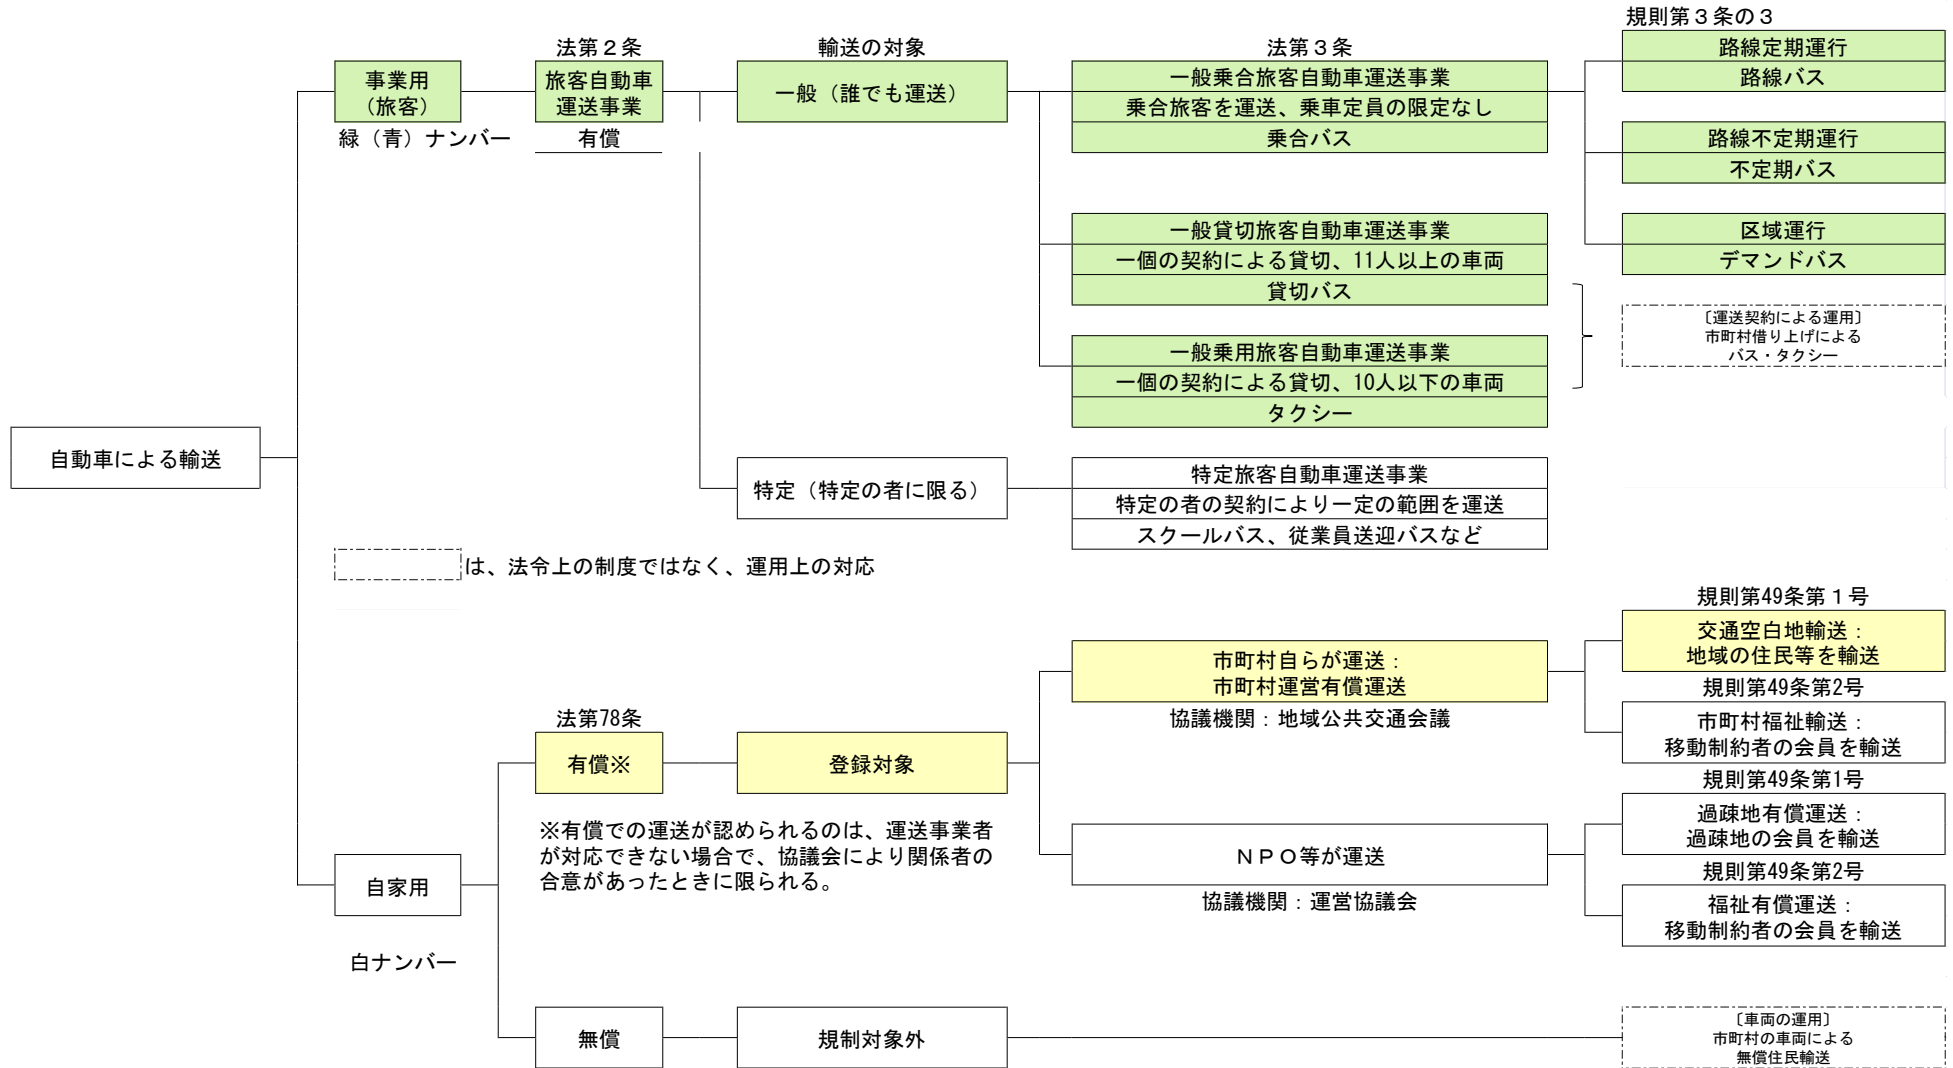 規則第３条の３
法第２条
輸送の対象
法第３条
路線定期運行
路線バス
事業用
（旅客）
旅客自動車
運送事業
一般（誰でも運送）
一般乗合旅客自動車運送事業
乗合旅客を運送、乗車定員の限定なし
乗合バス
緑（青）ナンバー
有償
路線不定期運行
不定期バス
一般貸切旅客自動車運送事業
一個の契約による貸切、11人以上の車両
貸切バス
区域運行
デマンドバス
〔運送契約による運用〕
市町村借り上げによる
バス・タクシー
一般乗用旅客自動車運送事業
一個の契約による貸切、10人以下の車両
タクシー
自動車による輸送
特定（特定の者に限る）
特定旅客自動車運送事業
特定の者の契約により一定の範囲を運送
スクールバス、従業員送迎バスなど
は、法令上の制度ではなく、運用上の対応
規則第49条第１号
交通空白地輸送：
地域の住民等を輸送
市町村自らが運送：
市町村運営有償運送
協議機関：地域公共交通会議
規則第49条第2号
市町村福祉輸送：
移動制約者の会員を輸送
法第78条
有償※
登録対象
規則第49条第1号
過疎地有償運送：
過疎地の会員を輸送
※有償での運送が認められるのは、運送事業者
が対応できない場合で、協議会により関係者の
合意があったときに限られる。
ＮＰＯ等が運送
協議機関：運営協議会
規則第49条第2号
福祉有償運送：
移動制約者の会員を輸送
自家用
白ナンバー
無償
規制対象外
〔車両の運用〕
市町村の車両による
無償住民輸送